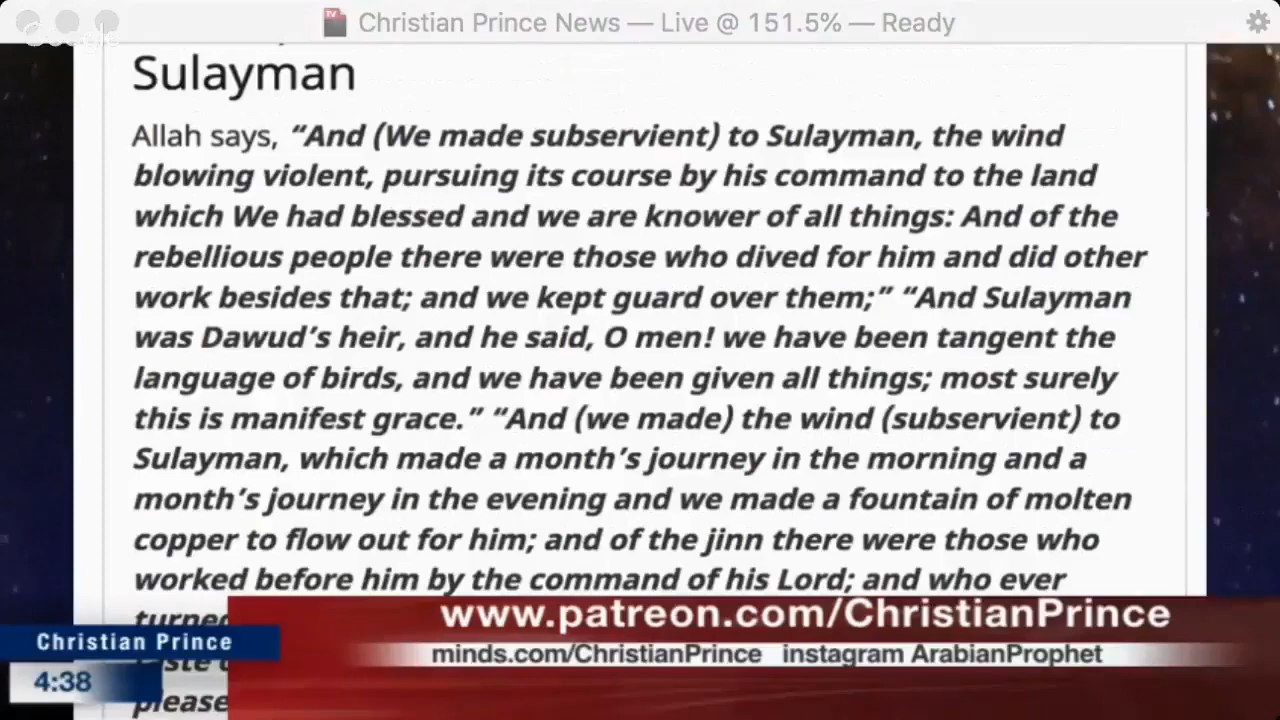 Christian Prince News — Live @ 151.5% — Ready
Google
Sulayman
Allah says, “And (We made subservient) to Sulayman, the wind
blowing violent, pursuing its course by his command to the land
which We had blessed and we are knower of all things: And of the
rebellious people there were those who dived for him and did other
work besides that; and we kept guard over them;” “And Sulayman
was Dawud’s heir, and he said, O men! we have been tangent the
language of birds, and we have been given all things; most surely
this is manifest grace.” “And (we made) the wind (subservient) to
Sulayman, which made a month’s journey in the morning and a
month’s journey in the evening and we made a fountain of molten
copper to flow out for him; and of the jinn there were those who
worked before him by the command of his Lord; and who ever
turned
www.patreon.com/ChristianPrince
Christian Prince
minds.com/ChristianPrince instagram ArabianProphet
4:38
please